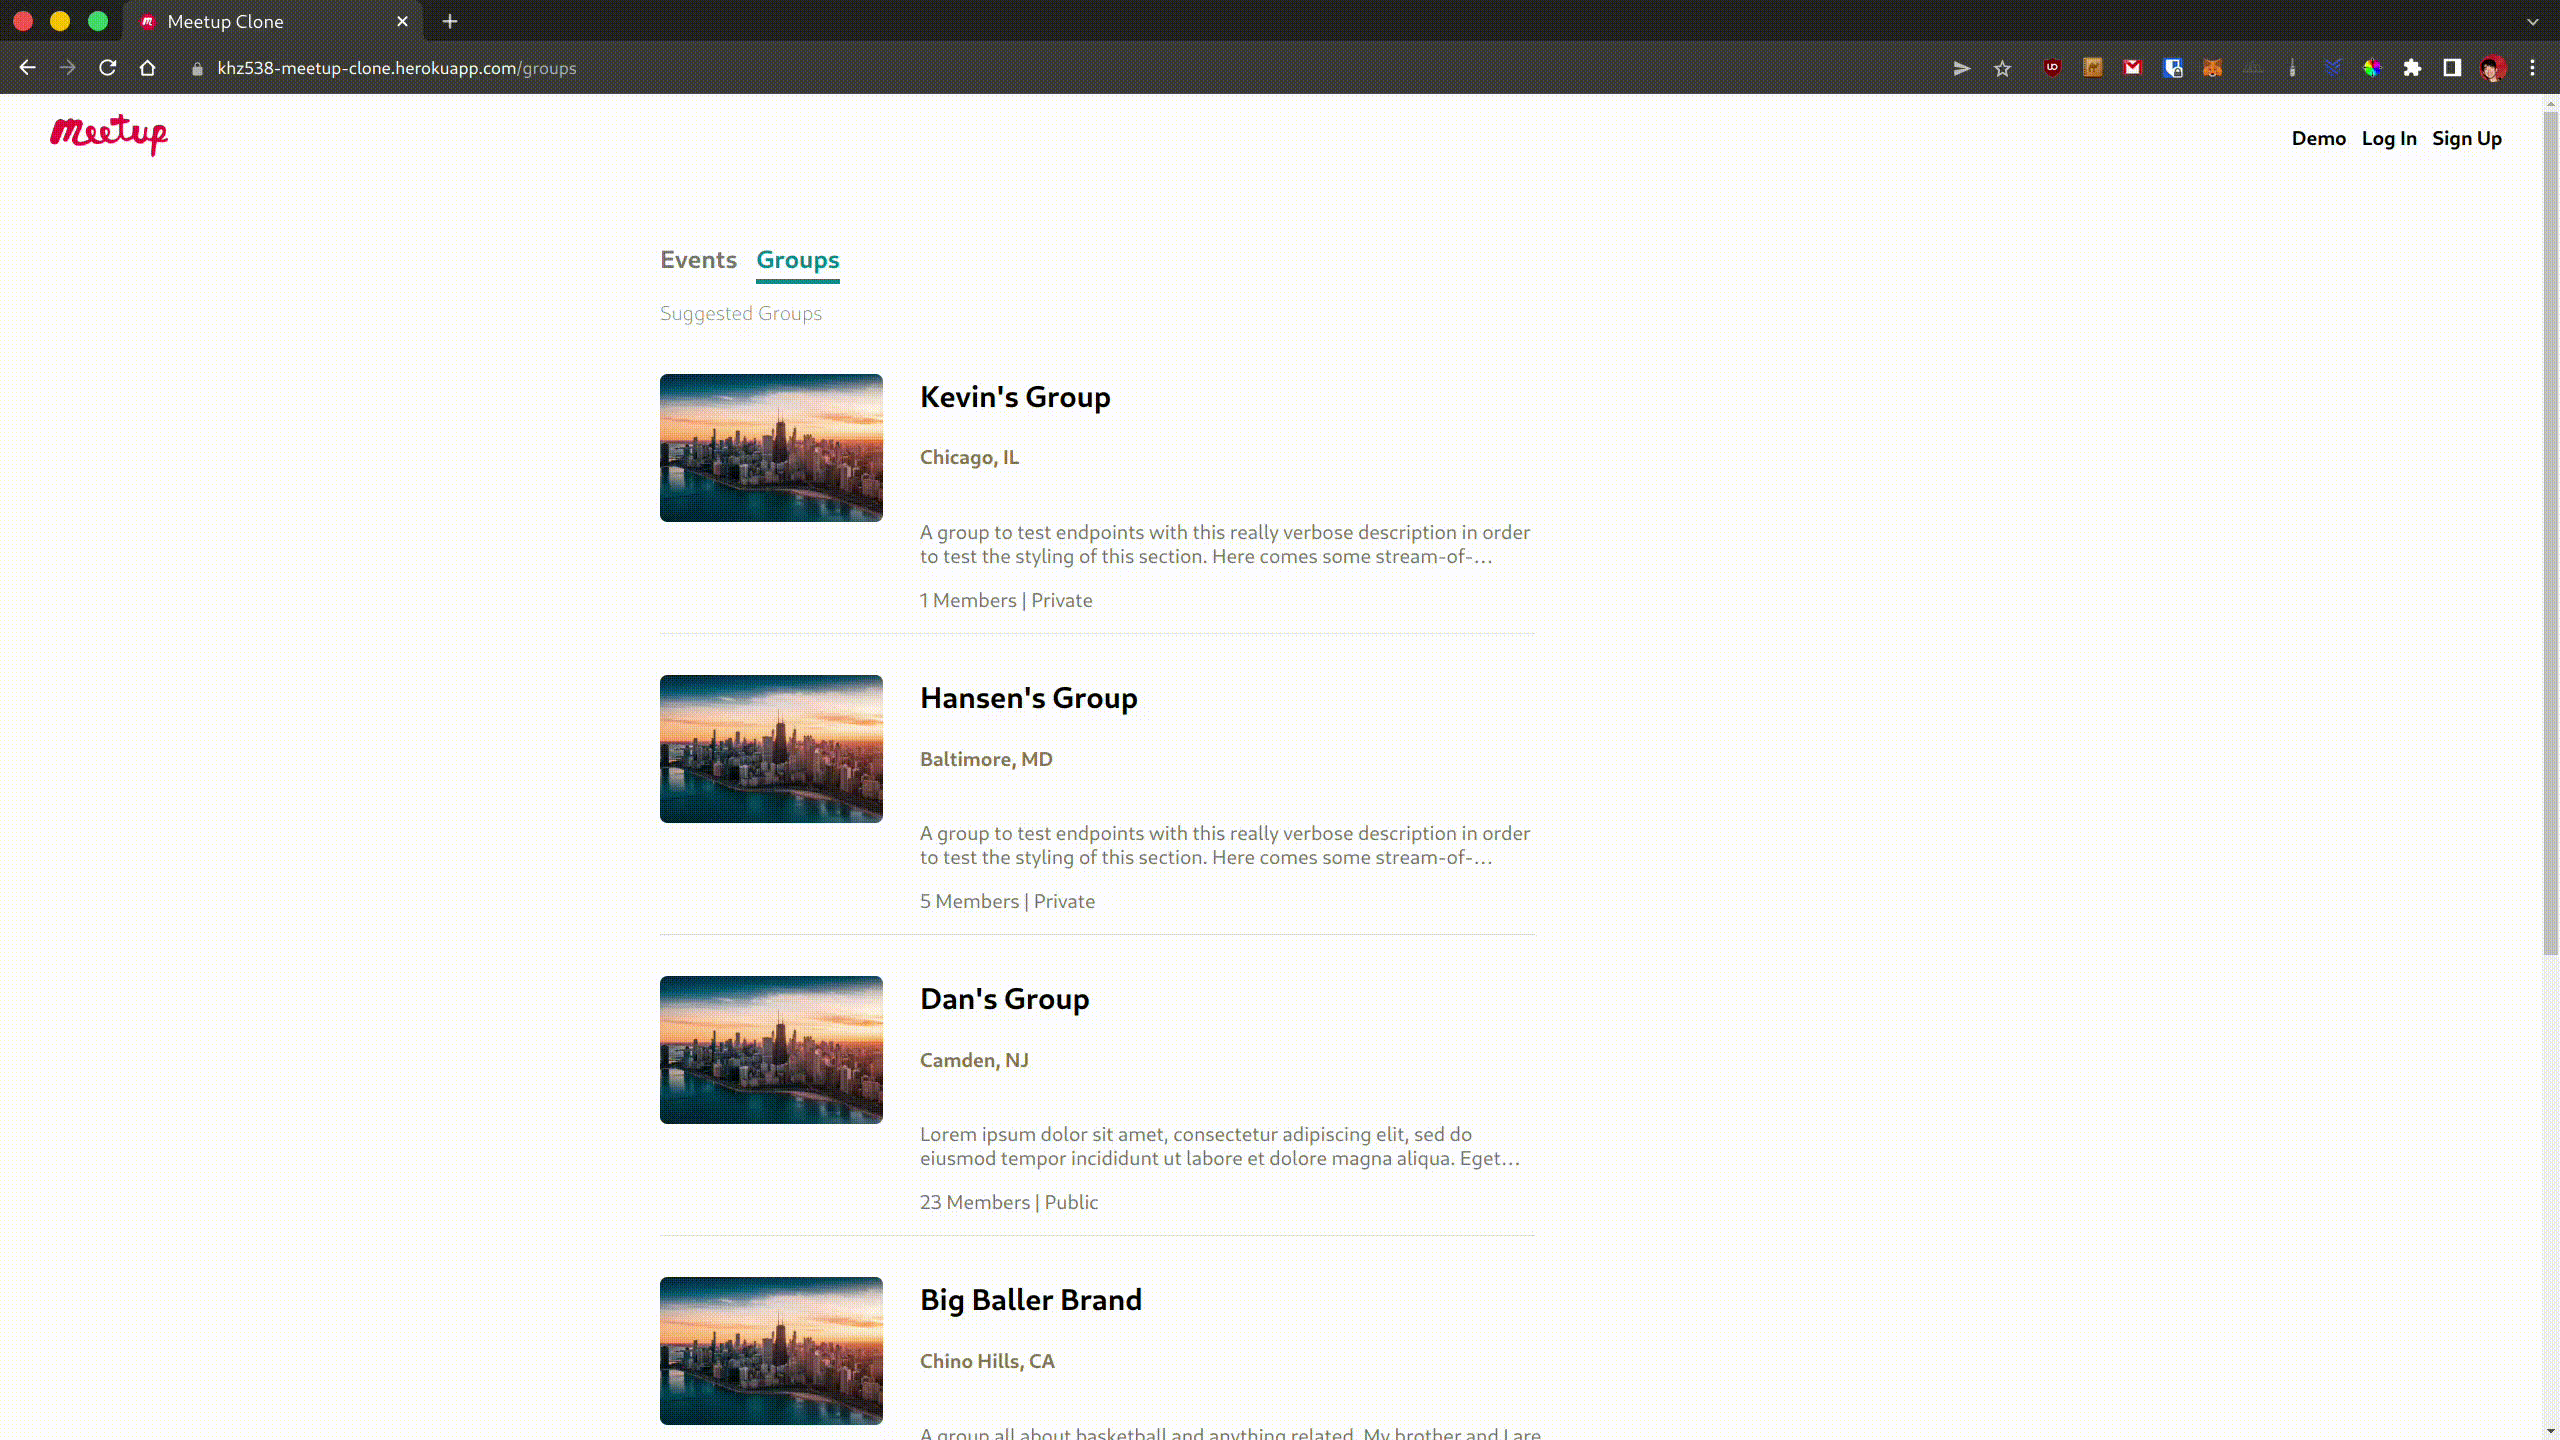 Meetup Clone
khz538-meetup-clone.herokuapp.com/groups
Meetup
Demo Log In Sign Up
Events Groups
Suggested Groups
Kevin's Group
Chicago, IL
A group to test endpoints with this really verbose description in order
to test the styling of this section. Here comes some stream-of-...
1 Members | Private
Hansen's Group
Baltimore, MD
A group to test endpoints with this really verbose description in order
to test the styling of this section. Here comes some stream-of-...
5 Members | Private
Dan's Group
Camden, NJ
Lorem ipsum dolor sit amet, consectetur adipiscing elit, sed do
eiusmod tempor incididunt ut labore et dolore magna aliqua. Eget...
23 Members | Public
Big Baller Brand
Chino Hills, CA
A group all about basketball and anything related. My brother and I are